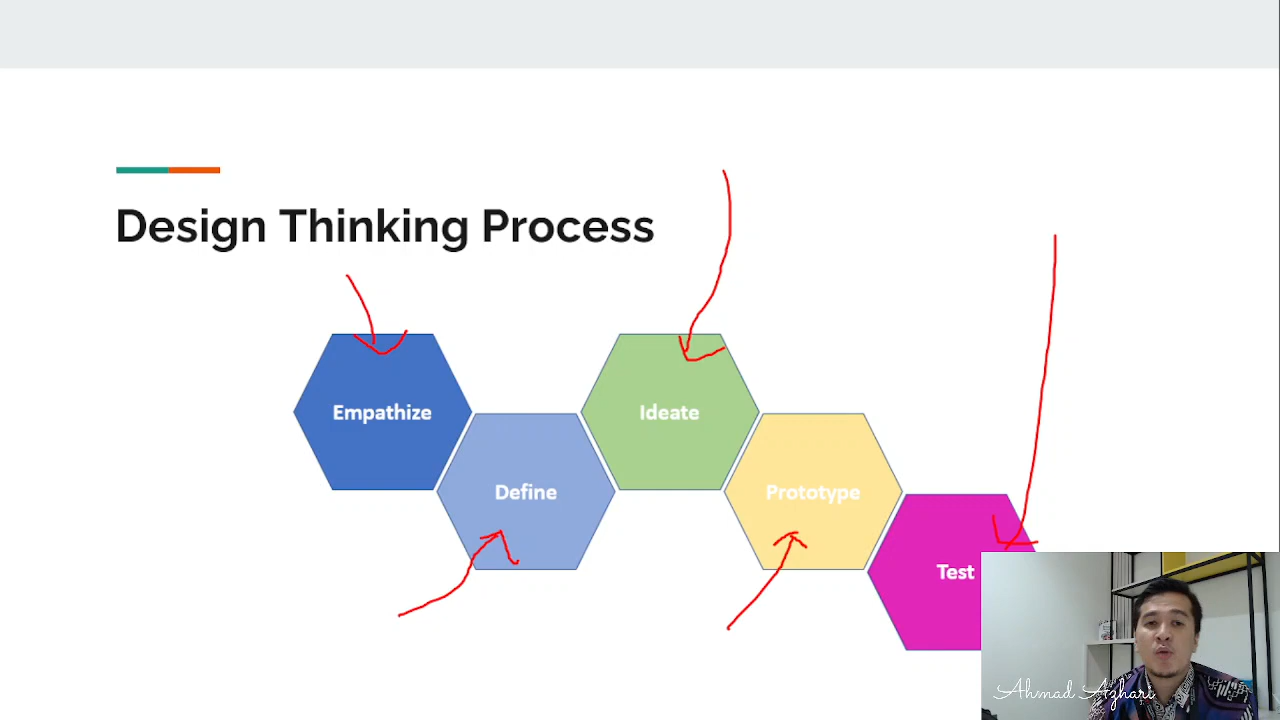 Design Thinking Process
Empathize
Ideate
Define
Prototype
Test
Ahmad Azhari